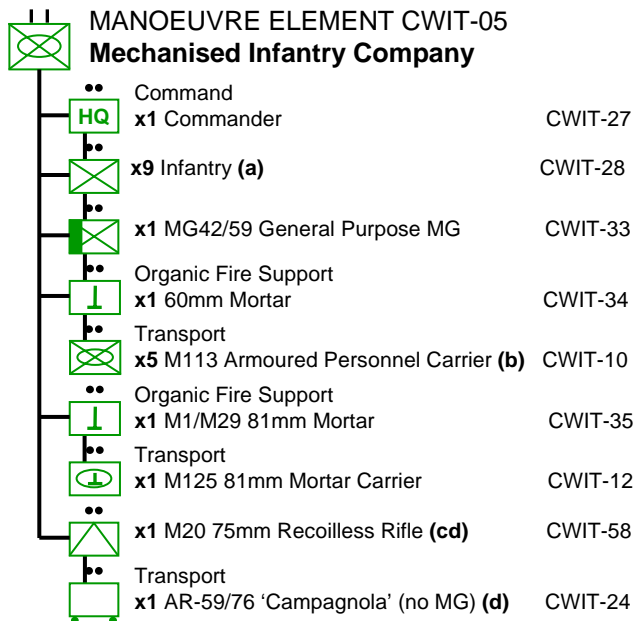 MANOEUVRE ELEMENT CWIT-05
Mechanised Infantry Company
Command
HQ x1 Commander CWIT-27
x9 Infantry (a) CWIT-28
x1 MG42/59 General Purpose MG CWIT-33
Organic Fire Support
x1 60mm Mortar CWIT-34
Transport
x5 M113 Armoured Personnel Carrier (b) CWIT-10
Organic Fire Support
x1 M1/M29 81mm Mortar CWIT-35
Transport
x1 M125 81mm Mortar Carrier CWIT-12
x1 M20 75mm Recoilless Rifle (cd) CWIT-58
Transport
x1 AR-59/76 ‘Campagnola’ (no MG) (d) CWIT-24